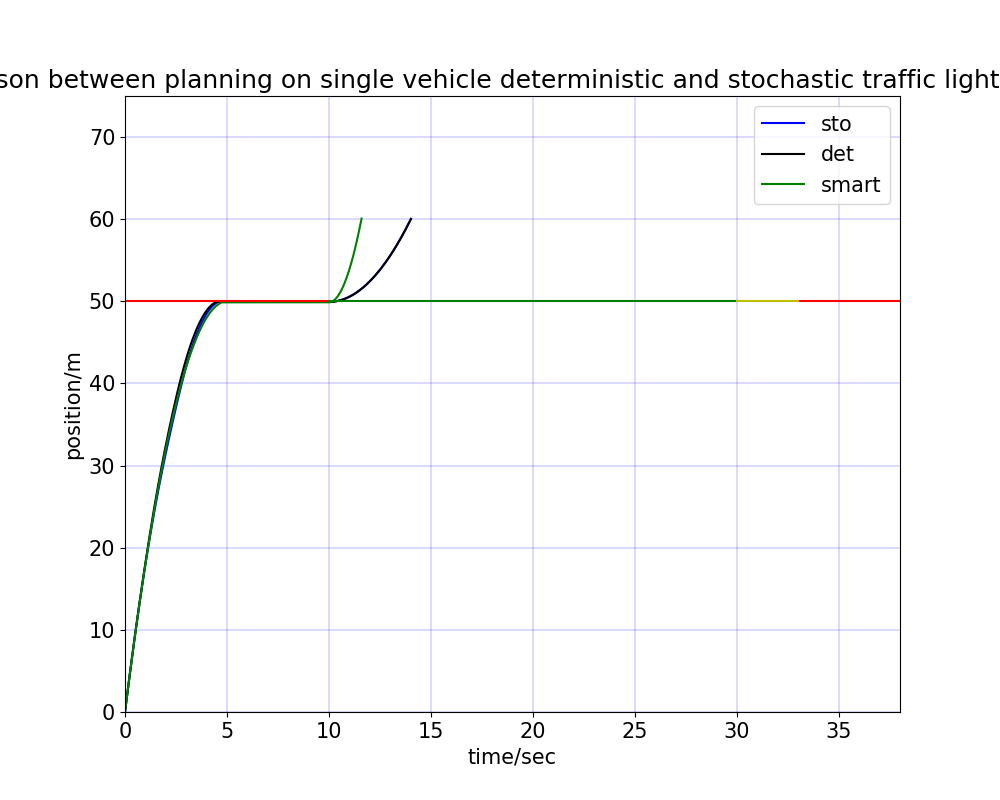 son between planning on single vehicle deterministic and stochastic traffic light
sto
det
smart
70
60
50
40
30
20
10
0
position/m
0 5 10 15 20 25 30 35
time/sec